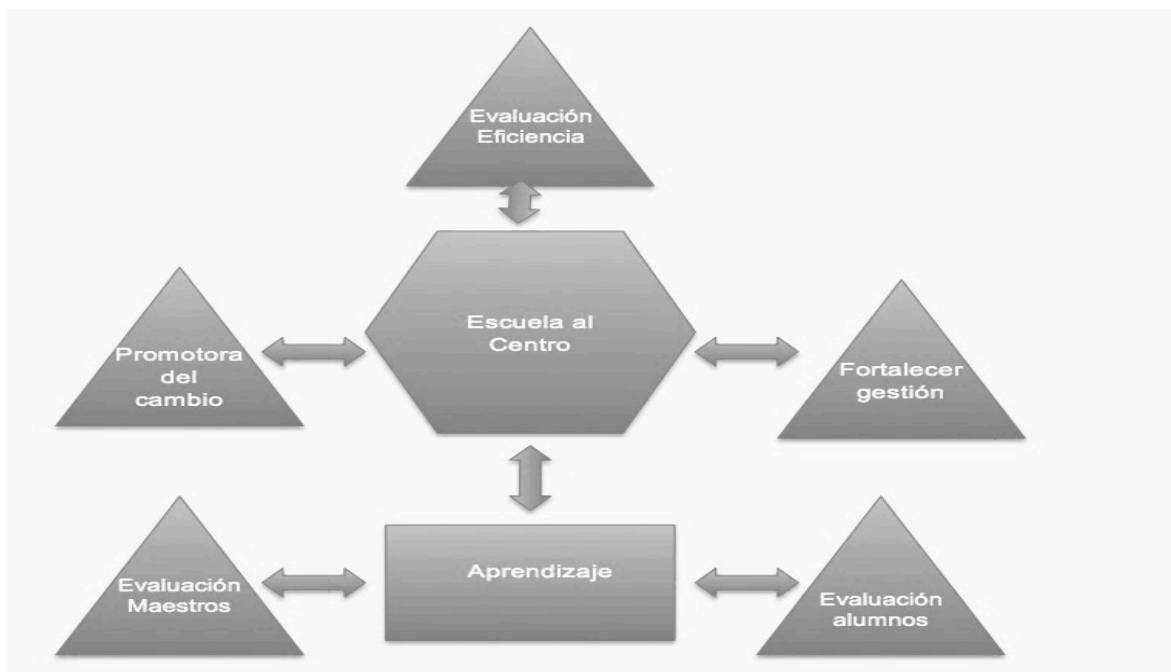 Evaluación
Eficiencia
Escuela al
Centro
Promotora
del
cambio
Fortalecer
gestión
Aprendizaje
Evaluación
Maestros
Evaluación
alumnos